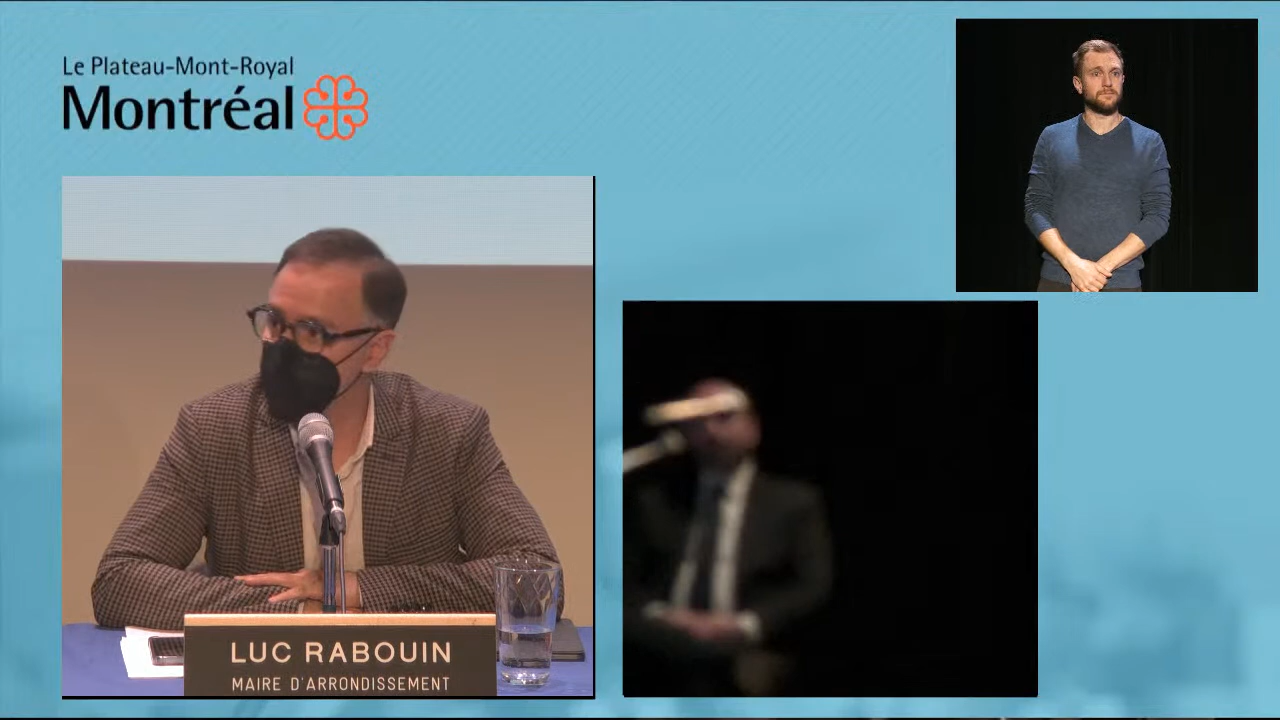 Le Plateau-Mont-Royal
Montréal
LUC RABOUIN
MAIRE D'ARRONDISSEMENT